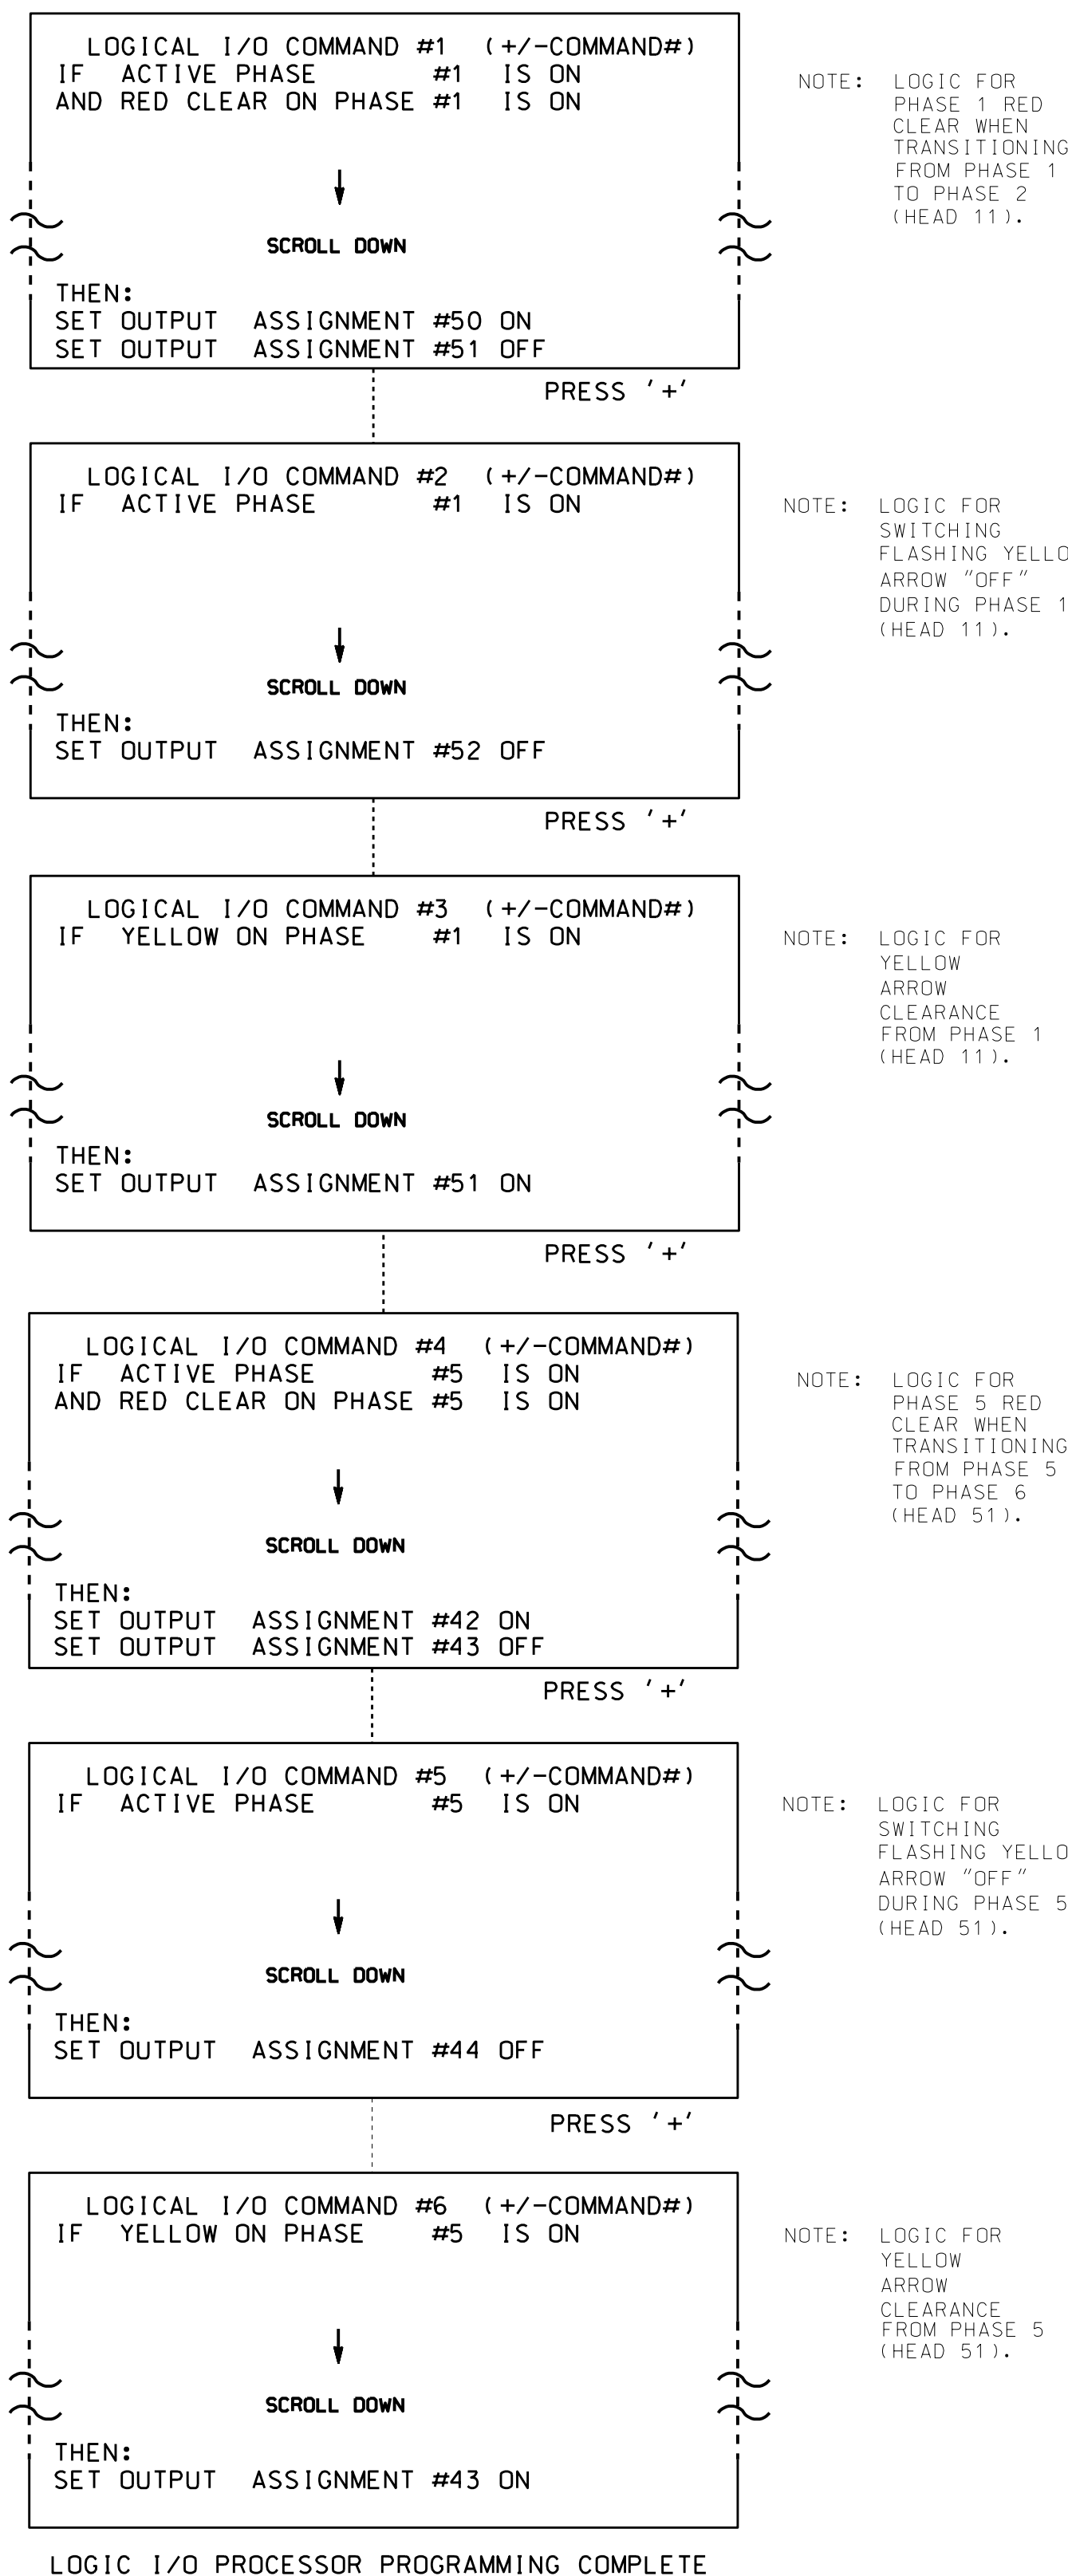 LOGICAL I/O COMMAND #1 (+/-COMMAND#)
IF ACTIVE PHASE #1 IS ON
AND RED CLEAR ON PHASE #1 IS ON
SCROLL DOWN
THEN:
SET OUTPUT ASSIGNMENT #50 ON
SET OUTPUT ASSIGNMENT #51 OFF
NOTE: LOGIC FOR
PHASE 1 RED
CLEAR WHEN
TRANSITIONING
FROM PHASE 1
TO PHASE 2
(HEAD 11).
PRESS '+'
LOGICAL I/O COMMAND #2 (+/-COMMAND#)
IF ACTIVE PHASE #1 IS ON
SCROLL DOWN
THEN:
SET OUTPUT ASSIGNMENT #52 OFF
NOTE: LOGIC FOR
SWITCHING
FLASHING YELLO
ARROW "OFF"
DURING PHASE 1
(HEAD 11).
PRESS '+'
LOGICAL I/O COMMAND #3 (+/-COMMAND#)
IF YELLOW ON PHASE #1 IS ON
SCROLL DOWN
THEN:
SET OUTPUT ASSIGNMENT #51 ON
NOTE: LOGIC FOR
YELLOW
ARROW
CLEARANCE
FROM PHASE 1
(HEAD 11).
PRESS '+'
LOGICAL I/O COMMAND #4 (+/-COMMAND#)
IF ACTIVE PHASE #5 IS ON
AND RED CLEAR ON PHASE #5 IS ON
SCROLL DOWN
THEN:
SET OUTPUT ASSIGNMENT #42 ON
SET OUTPUT ASSIGNMENT #43 OFF
NOTE: LOGIC FOR
PHASE 5 RED
CLEAR WHEN
TRANSITIONING
FROM PHASE 5
TO PHASE 6
(HEAD 51).
PRESS '+'
LOGICAL I/O COMMAND #5 (+/-COMMAND#)
IF ACTIVE PHASE #5 IS ON
SCROLL DOWN
THEN:
SET OUTPUT ASSIGNMENT #44 OFF
NOTE: LOGIC FOR
SWITCHING
FLASHING YELLO
ARROW "OFF"
DURING PHASE 5
(HEAD 51).
PRESS '+'
LOGICAL I/O COMMAND #6 (+/-COMMAND#)
IF YELLOW ON PHASE #5 IS ON
SCROLL DOWN
THEN:
SET OUTPUT ASSIGNMENT #43 ON
NOTE: LOGIC FOR
YELLOW
ARROW
CLEARANCE
FROM PHASE 5
(HEAD 51).
LOGIC I/O PROCESSOR PROGRAMMING COMPLETE